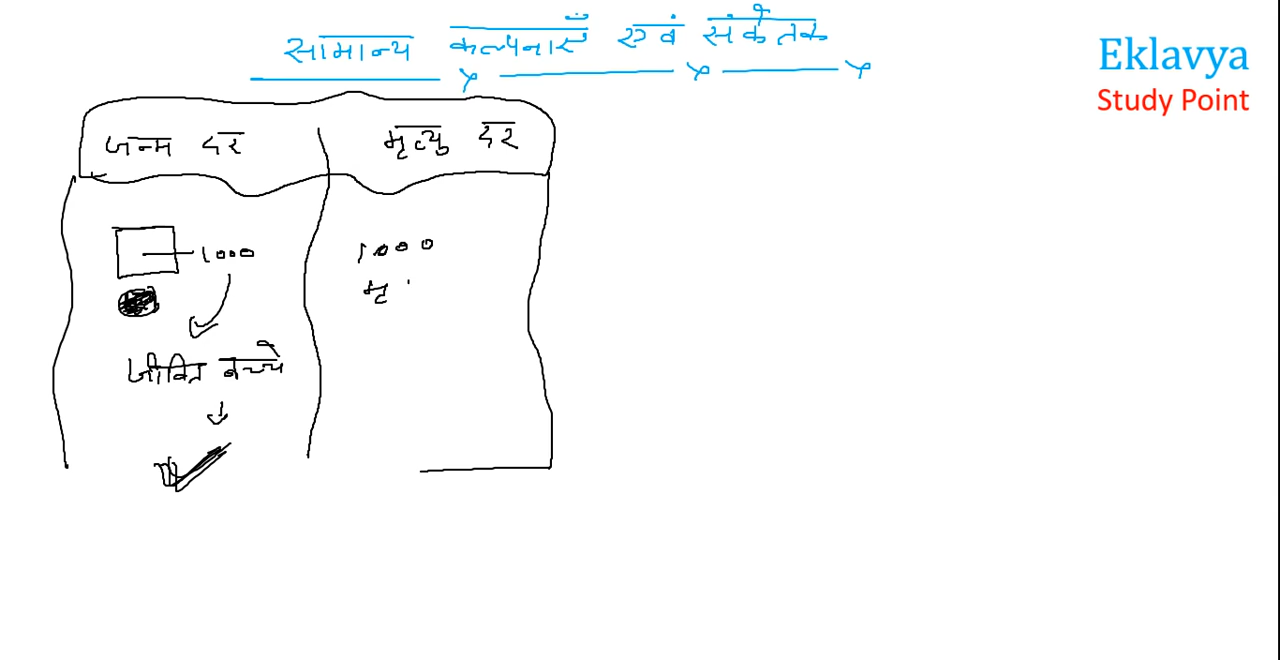 सामान्य कल्पनाएँ एवं संकेतक
Eklavya
Study Point
जन्म दर
मृत्यु दर
1000
1000
मृ
जीवित बच्चे